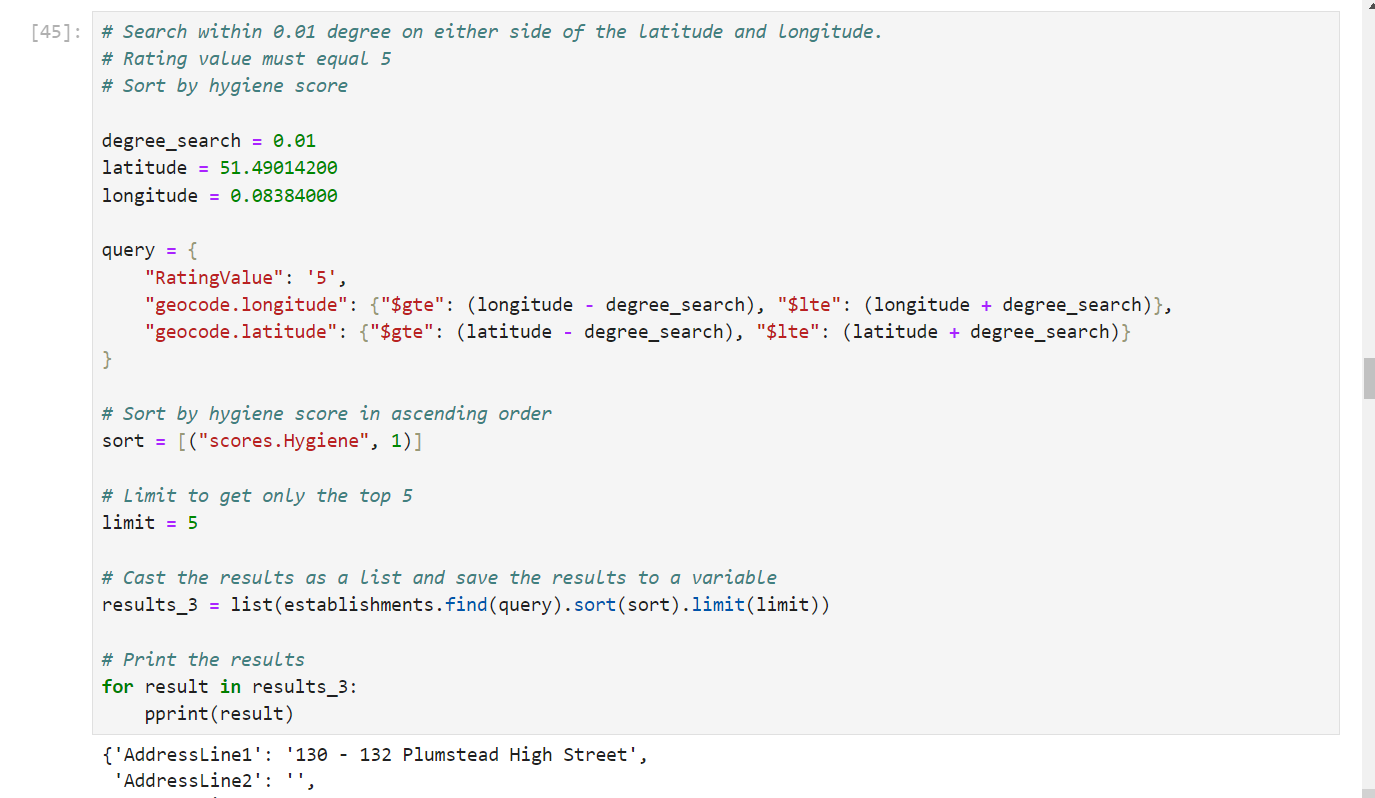 [45]:
# Search within 0.01 degree on either side of the latitude and longitude.
# Rating value must equal 5
# Sort by hygiene score
degree_search = 0.01
latitude = 51.49014200
longitude = 0.08384000
query = {
    "RatingValue": '5',
    "geocode.longitude": {"$gte": (longitude - degree_search), "$lte": (longitude + degree_search)},
    "geocode.latitude": {"$gte": (latitude - degree_search), "$lte": (latitude + degree_search)}
}
# Sort by hygiene score in ascending order
sort = [("scores.Hygiene", 1)]
# Limit to get only the top 5
limit = 5
# Cast the results as a list and save the results to a variable
results_3 = list(establishments.find(query).sort(sort).limit(limit))
# Print the results
for result in results_3:
    pprint(result)
{'AddressLine1': '130 - 132 Plumstead High Street',
 'AddressLine2': '',